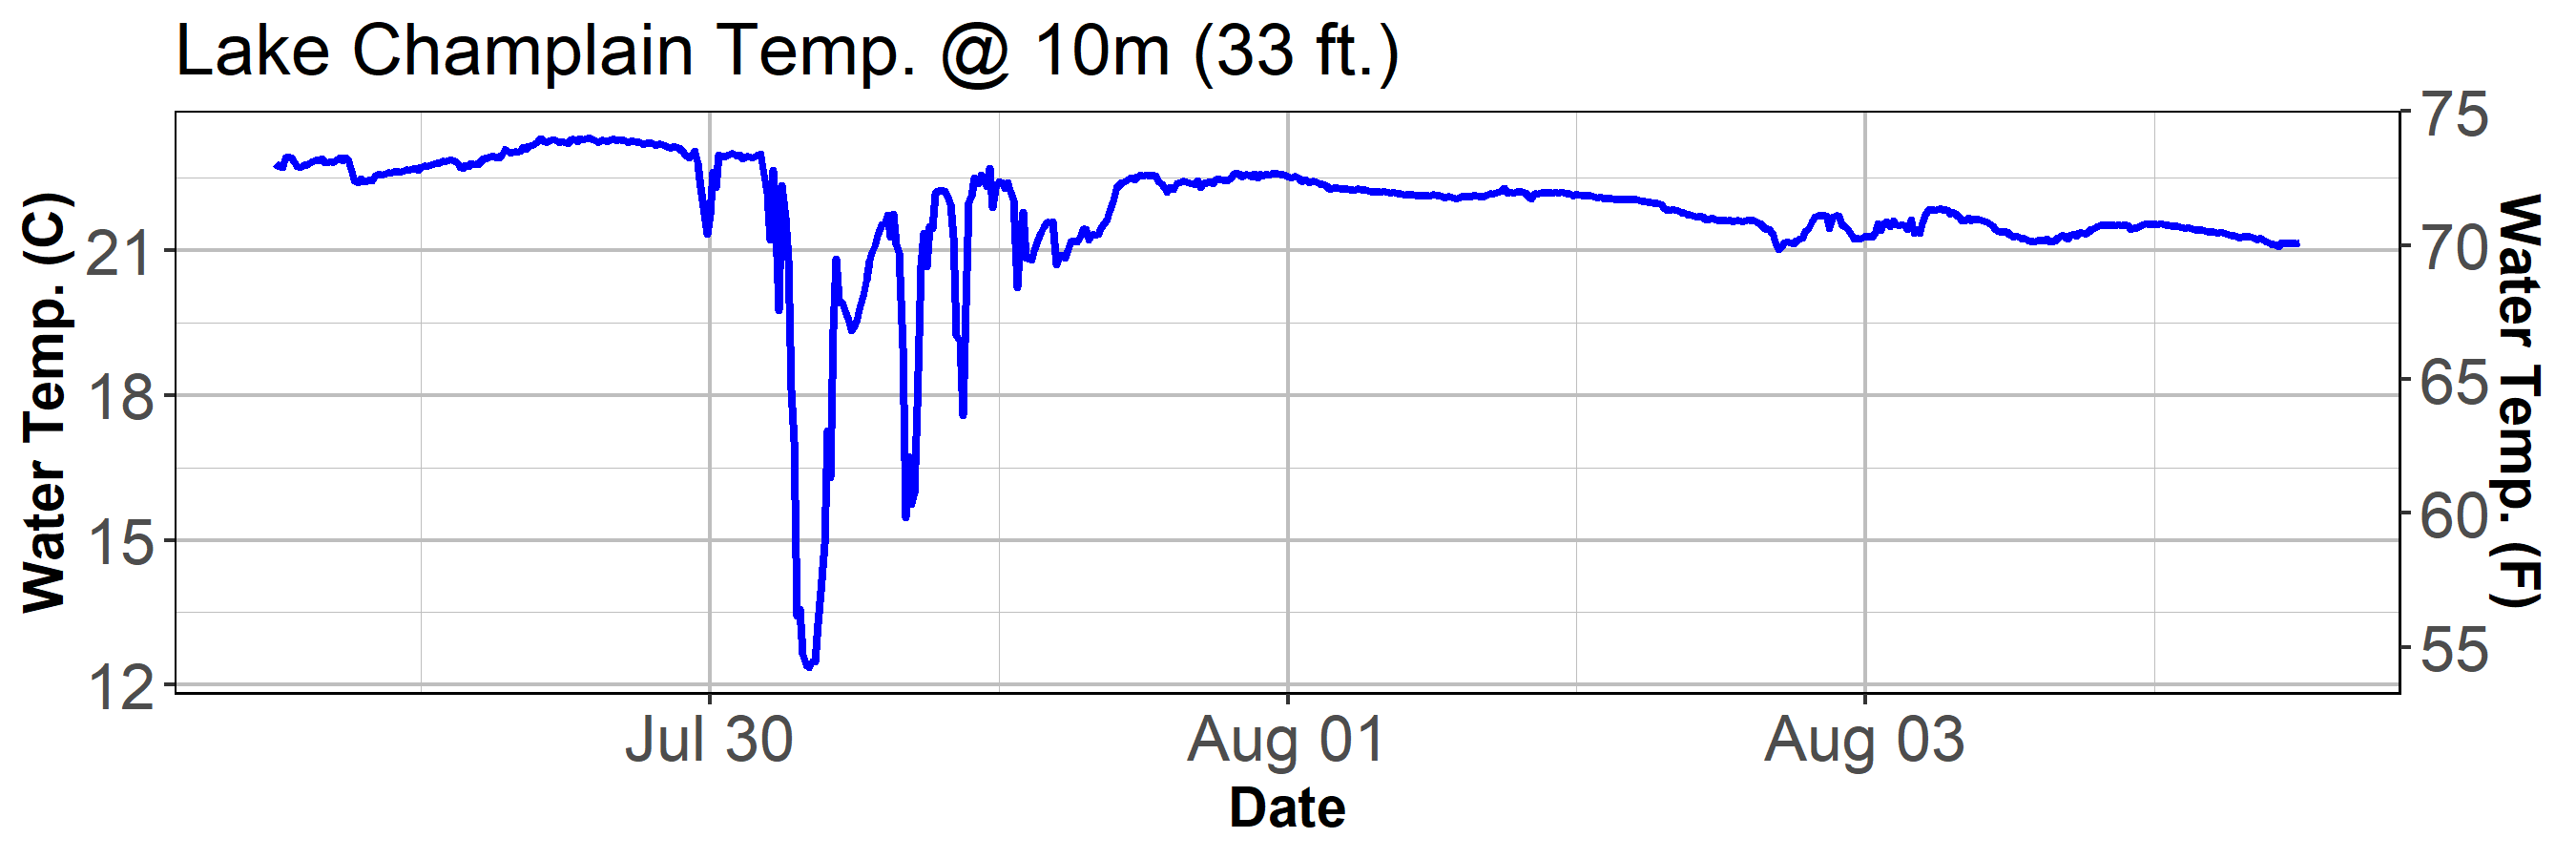 Lake Champlain Temp. @ 10m (33 ft.)
Water Temp. (C)
21
18
15
12
75
70
65
60
55
Water Temp. (F)
Jul 30
Aug 01
Aug 03
Date